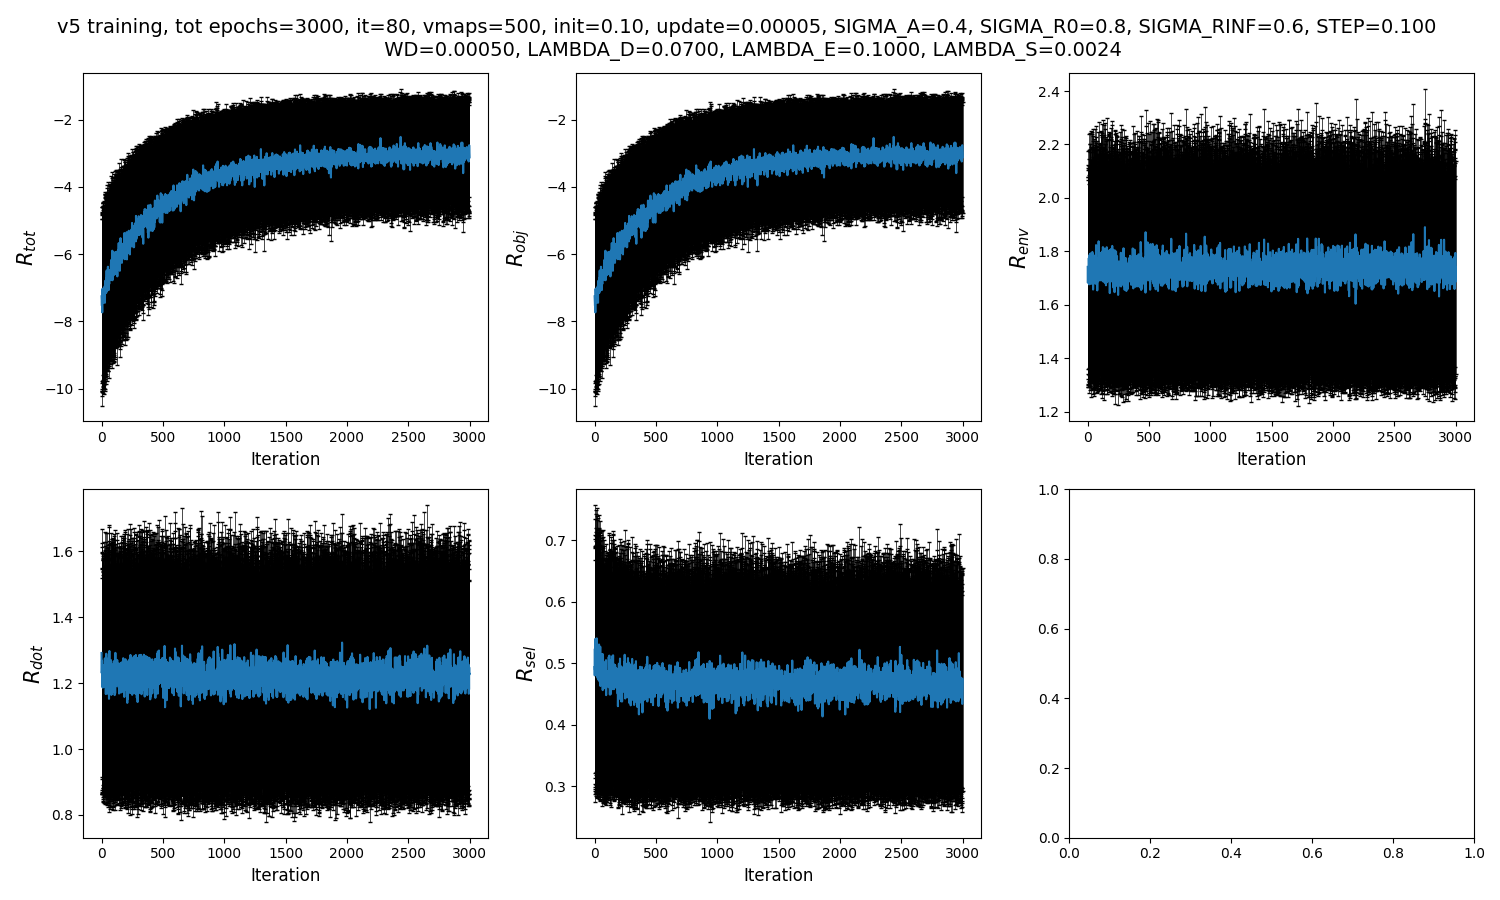 v5 training, tot epochs=3000, it=80, vmaps=500, init=0.10, update=0.00005, SIGMA_A=0.4, SIGMA_R0=0.8, SIGMA_RINF=0.6, STEP=0.100
WD=0.00050, LAMBDA_D=0.0700, LAMBDA_E=0.1000, LAMBDA_S=0.0024
R_tot
−2
−4
−6
−8
−10
0 500 1000 1500 2000 2500 3000
Iteration
R_obj
−2
−4
−6
−8
−10
0 500 1000 1500 2000 2500 3000
Iteration
R_env
2.4
2.2
2.0
1.8
1.6
1.4
1.2
0 500 1000 1500 2000 2500 3000
Iteration
R_dot
1.6
1.4
1.2
1.0
0.8
0 500 1000 1500 2000 2500 3000
Iteration
R_sel
0.7
0.6
0.5
0.4
0.3
0 500 1000 1500 2000 2500 3000
Iteration
1.0
0.8
0.6
0.4
0.2
0.0
0.0 0.2 0.4 0.6 0.8 1.0